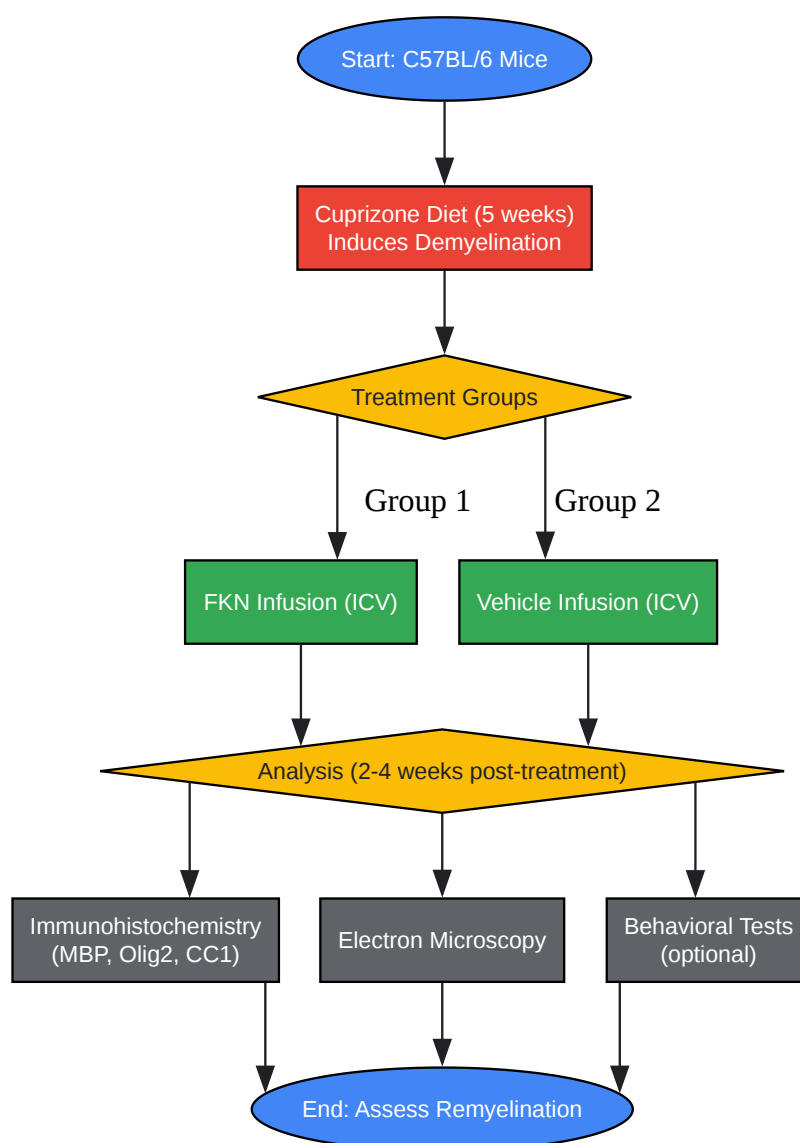 Start: C57BL/6 Mice
Cuprizone Diet (5 weeks)
Induces Demyelination
Treatment Groups
Group 1
Group 2
FKN Infusion (ICV)
Vehicle Infusion (ICV)
Analysis (2-4 weeks post-treatment)
Immunohistochemistry
(MBP, Olig2, CC1)
Electron Microscopy
Behavioral Tests
(optional)
End: Assess Remyelination